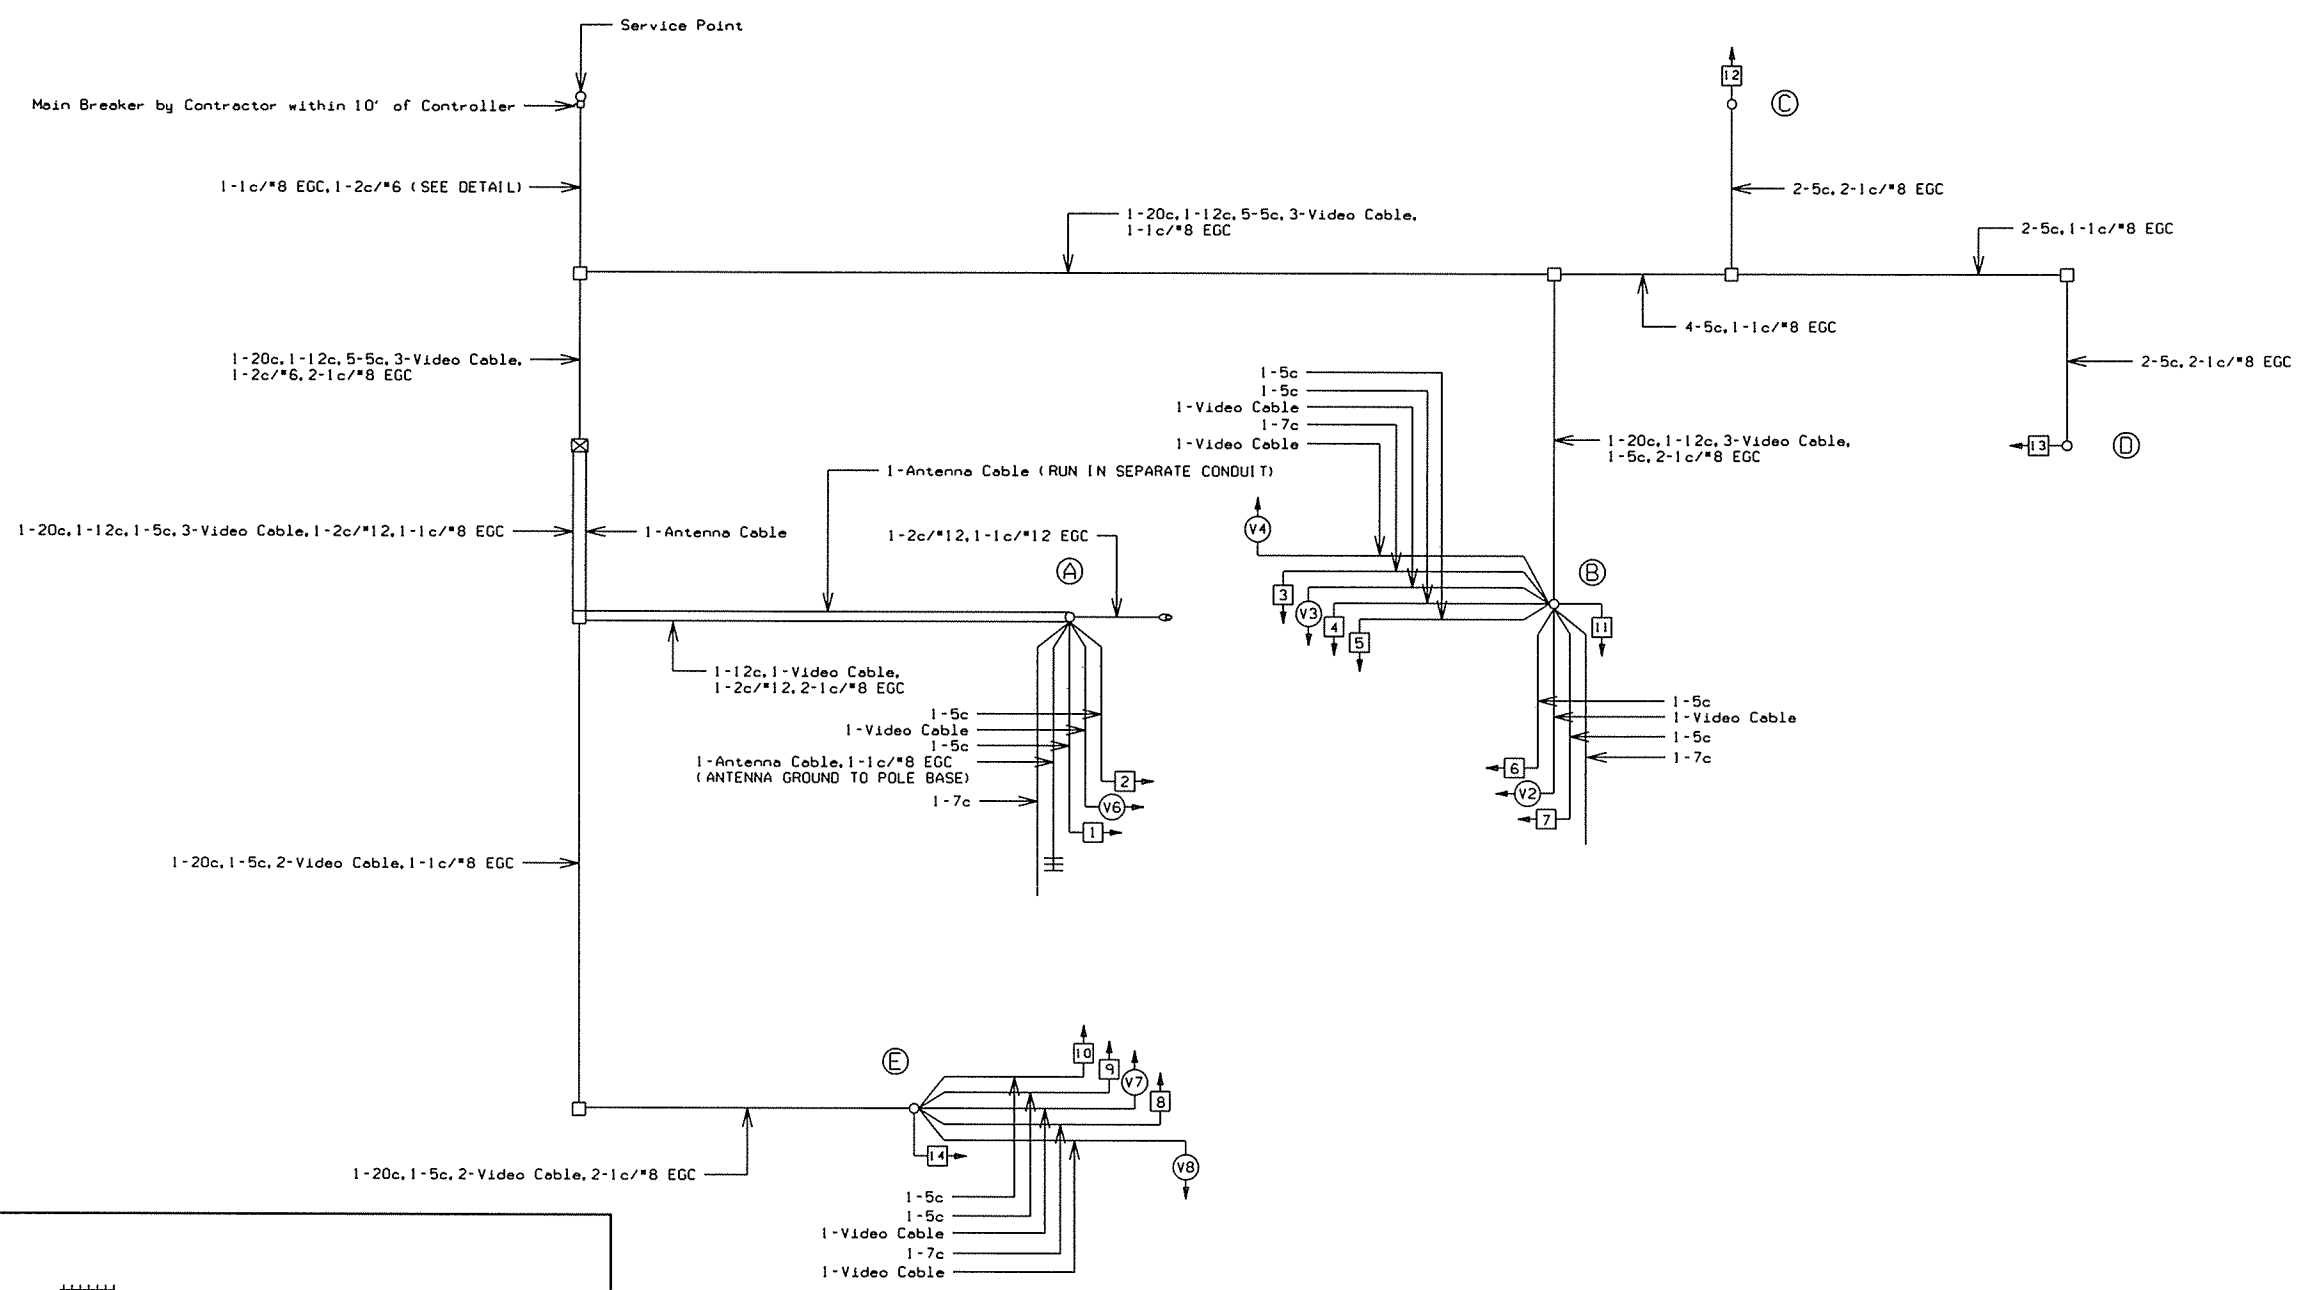 Service Point
Main Breaker by Contractor within 10' of Controller
12
C
1-1c/#8 EGC,1-2c/#6 (SEE DETAIL)
2-5c,2-1c/#8 EGC
1-20c,1-12c,5-5c,3-Video Cable,
1-1c/#8 EGC
2-5c,1-1c/#8 EGC
4-5c,1-1c/#8 EGC
1-20c,1-12c,5-5c,3-Video Cable,
1-2c/#6,2-1c/#8 EGC
2-5c,2-1c/#8 EGC
1-5c
1-5c
1-Video Cable
1-7c
1-Video Cable
1-20c,1-12c,3-Video Cable,
1-5c,2-1c/#8 EGC
13
D
1-Antenna Cable (RUN IN SEPARATE CONDUIT)
1-20c,1-12c,1-5c,3-Video Cable,1-2c/#12,1-1c/#8 EGC
1-Antenna Cable
1-2c/#12,1-1c/#12 EGC
V4
A
B
3
V3
4
5
11
1-12c,1-Video Cable,
1-2c/#12,2-1c/#8 EGC
1-5c
1-Video Cable
1-5c
1-Antenna Cable,1-1c/#8 EGC
(ANTENNA GROUND TO POLE BASE)
1-7c
2
V6
1
1-5c
1-Video Cable
1-5c
1-7c
6
V2
7
1-20c,1-5c,2-Video Cable,1-1c/#8 EGC
E
10
9
V7
8
14
V8
1-20c,1-5c,2-Video Cable,2-1c/#8 EGC
1-5c
1-5c
1-Video Cable
1-7c
1-Video Cable